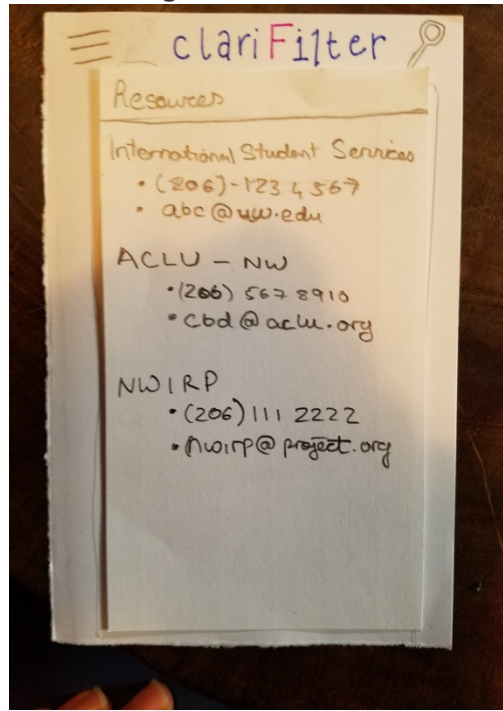 clariFilter
Resources
International Student Services
• (206)-123 4567
• abc@uw.edu
ACLU - NW
• (206) 567 8910
• cbd@aclu.org
NWIRP
• (206) 111 2222
• nwirp@project.org